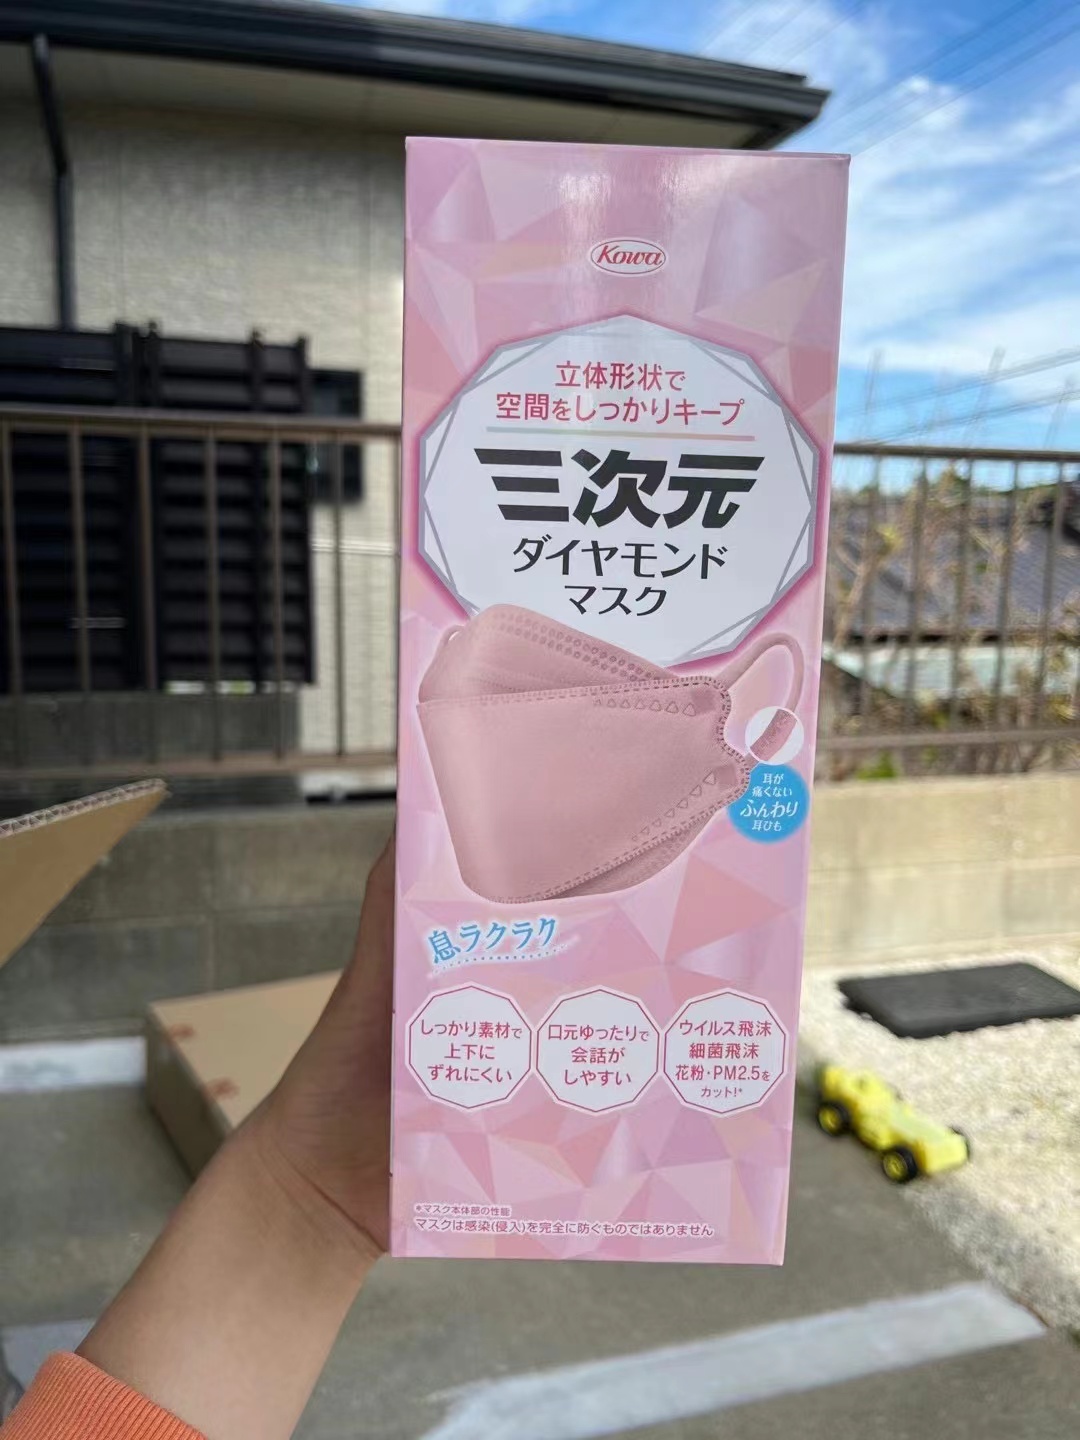 Kowa
立体形状で
空間をしっかりキープ
三次元
ダイヤモンド
マスク
耳が
痛くない
ふんわり
耳ひも
息ラクラク
しっかり素材で
上下に
ずれにくい
口元ゆったりで
会話が
しやすい
ウイルス飛沫
細菌飛沫
花粉・PM2.5を
カット!*
*マスク本体部の性能
マスクは感染(侵入)を完全に防ぐものではありません